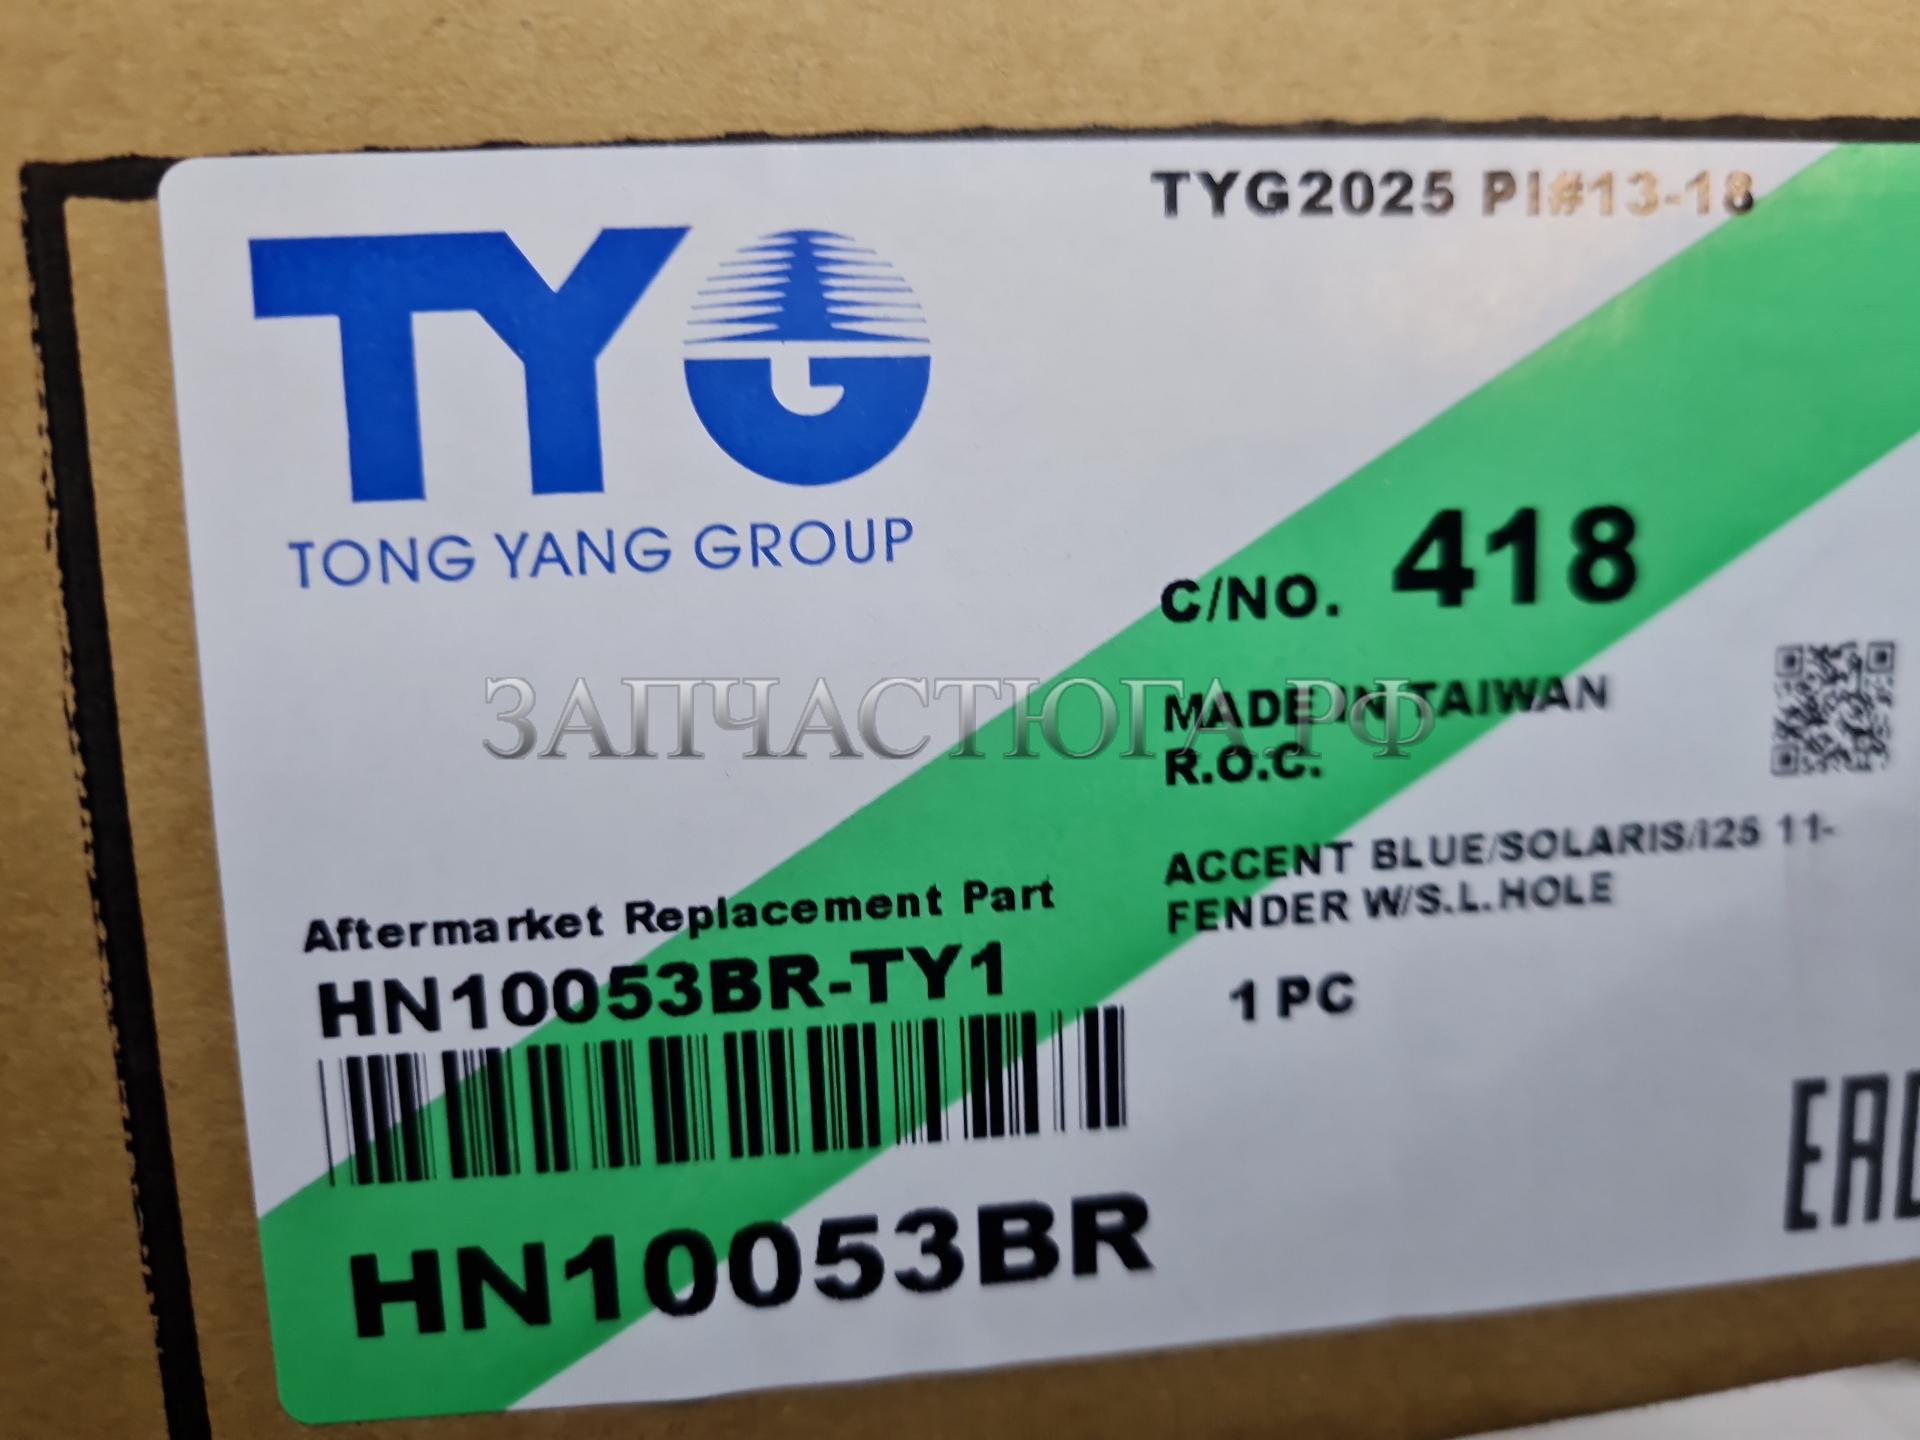 TYG2025 PI#13-18
TYG
TONG YANG GROUP
C/NO. 418
ЗАПЧАСТЮГА.РФ
MADE IN TAIWAN
R.O.C.
ACCENT BLUE/SOLARIS/i25 11-
FENDER W/S.L.HOLE
1 PC
Aftermarket Replacement Part
HN10053BR-TY1
HN10053BR
EAC